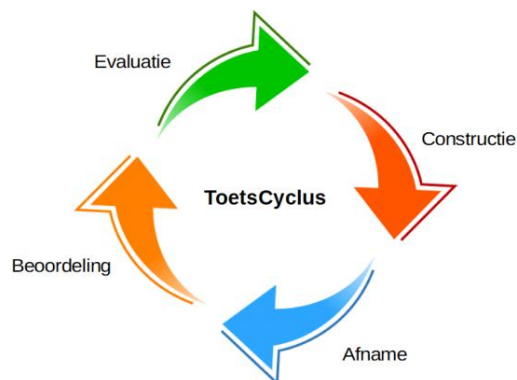 Evaluatie
Constructie
ToetsCyclus
Beoordeling
Afname